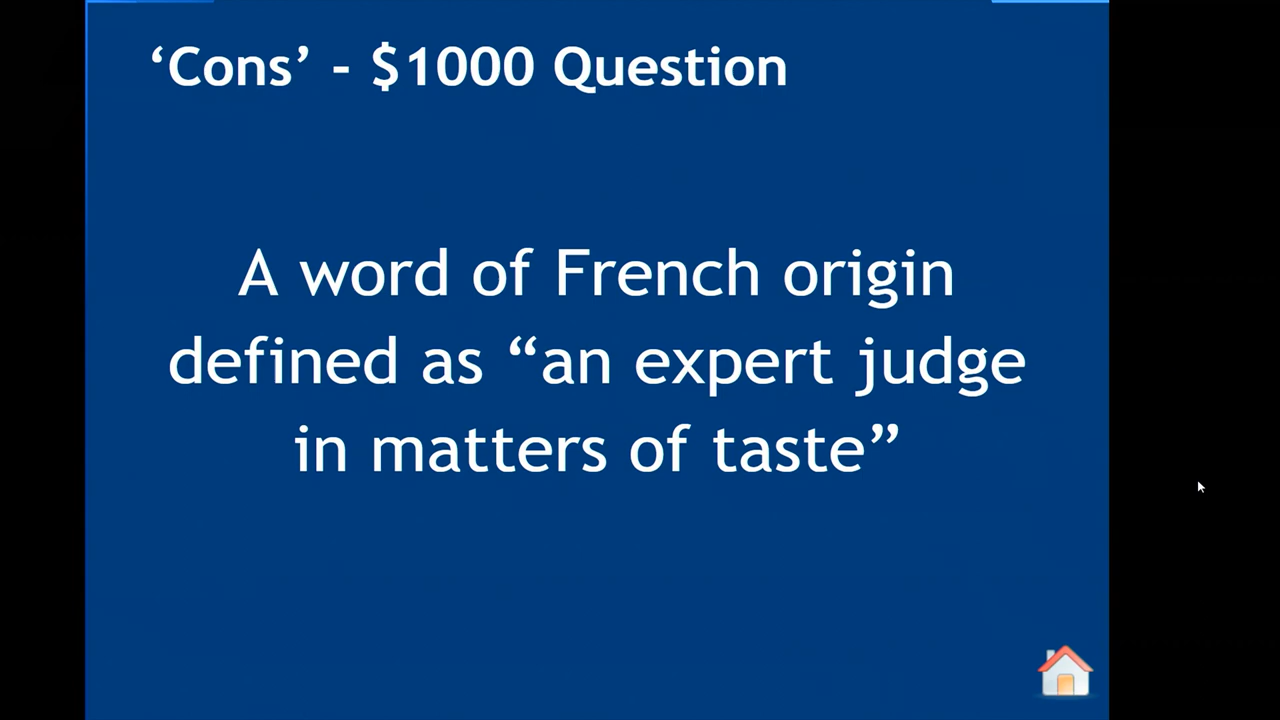 ‘Cons’ - $1000 Question
A word of French origin
defined as “an expert judge
in matters of taste”